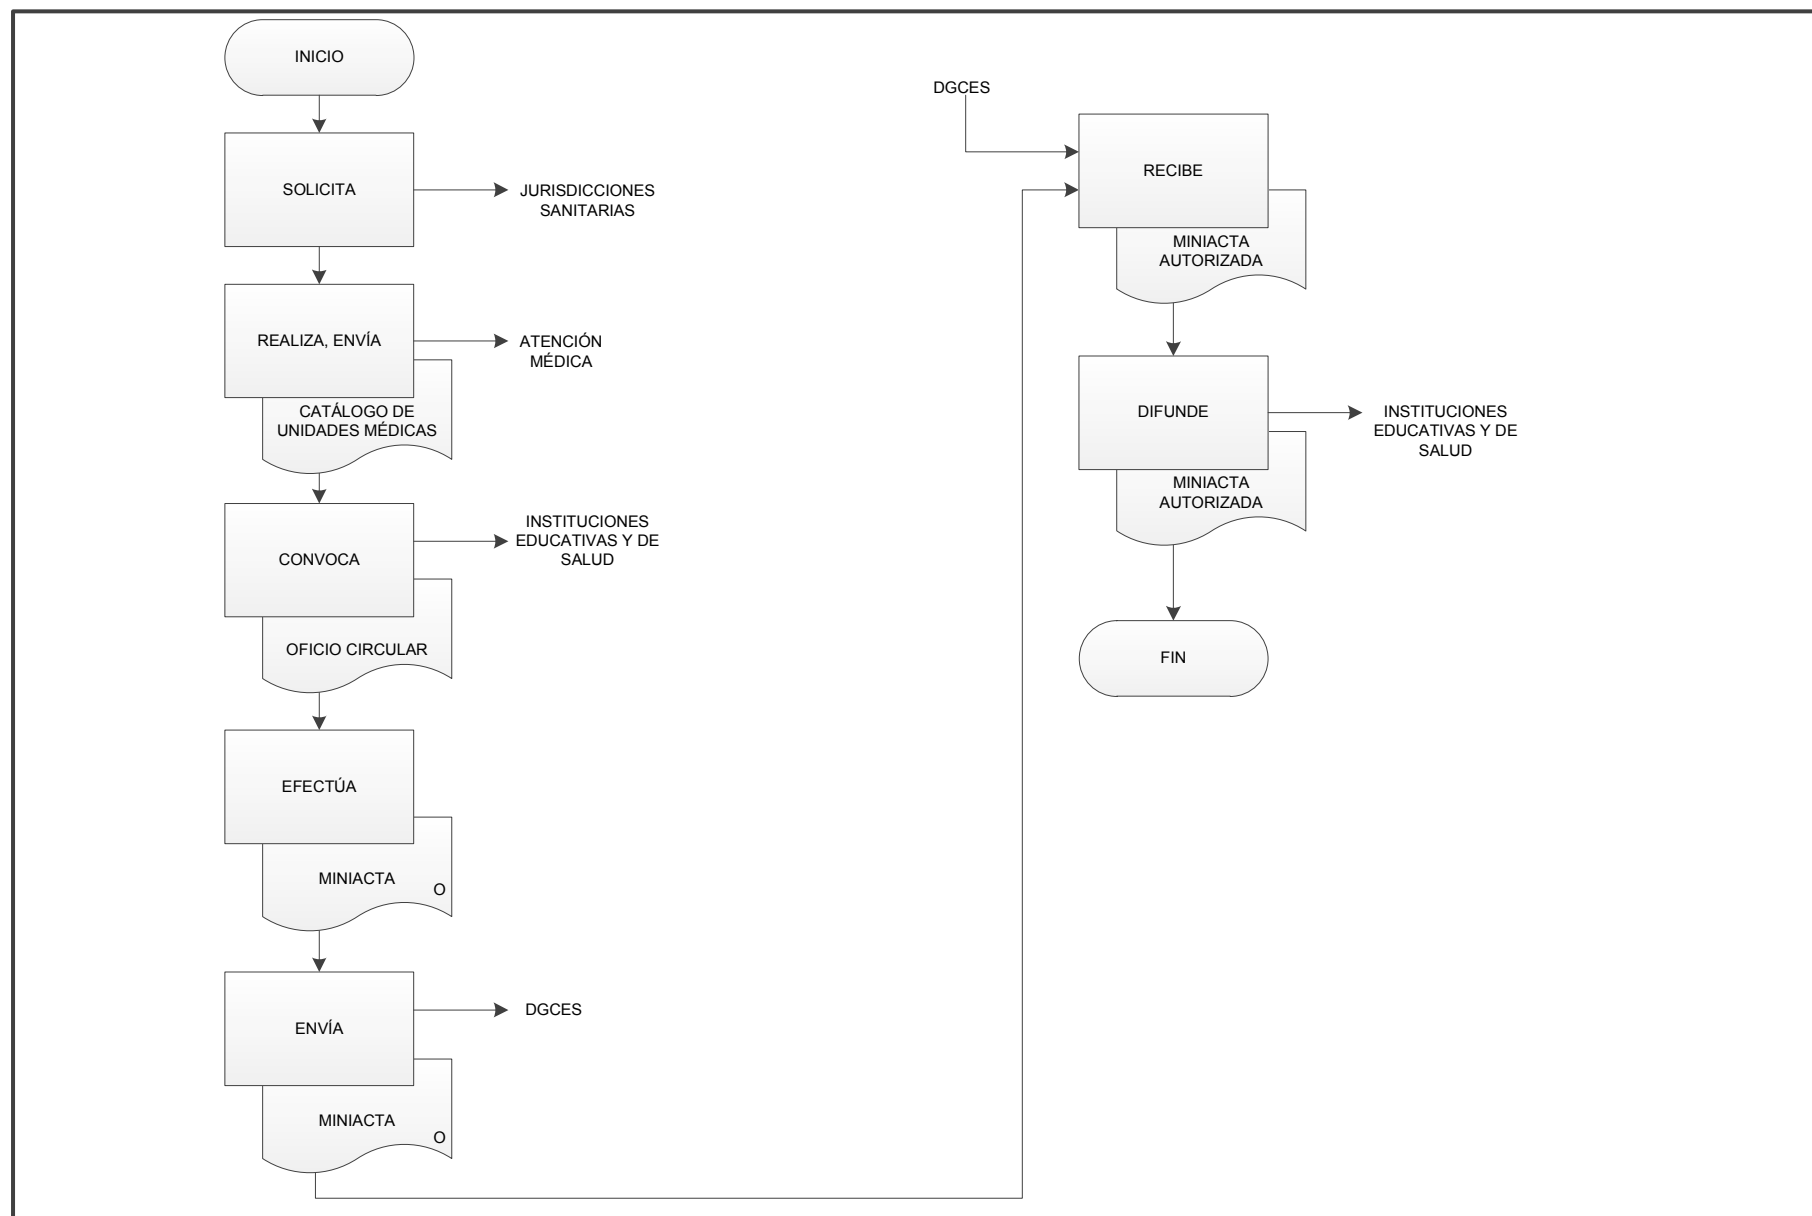 INICIO
SOLICITA
JURISDICCIONES
SANITARIAS
REALIZA, ENVÍA
ATENCIÓN
MÉDICA
CATÁLOGO DE
UNIDADES MÉDICAS
CONVOCA
INSTITUCIONES
EDUCATIVAS Y DE
SALUD
OFICIO CIRCULAR
EFECTÚA
MINIACTA
O
ENVÍA
DGCES
MINIACTA
O
DGCES
RECIBE
MINIACTA
AUTORIZADA
DIFUNDE
INSTITUCIONES
EDUCATIVAS Y DE
SALUD
MINIACTA
AUTORIZADA
FIN